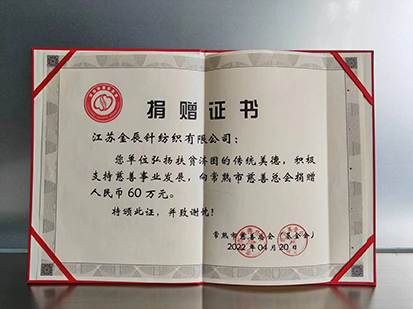 捐赠证书
江苏金辰针纺织有限公司：
您单位弘扬扶贫济困的传统美德，积极
支持慈善事业发展，向常熟市慈善总会捐赠
人民币60万元。
特颁此证，并致谢忱！
常熟市慈善总会（基金会）
2022年04月20日